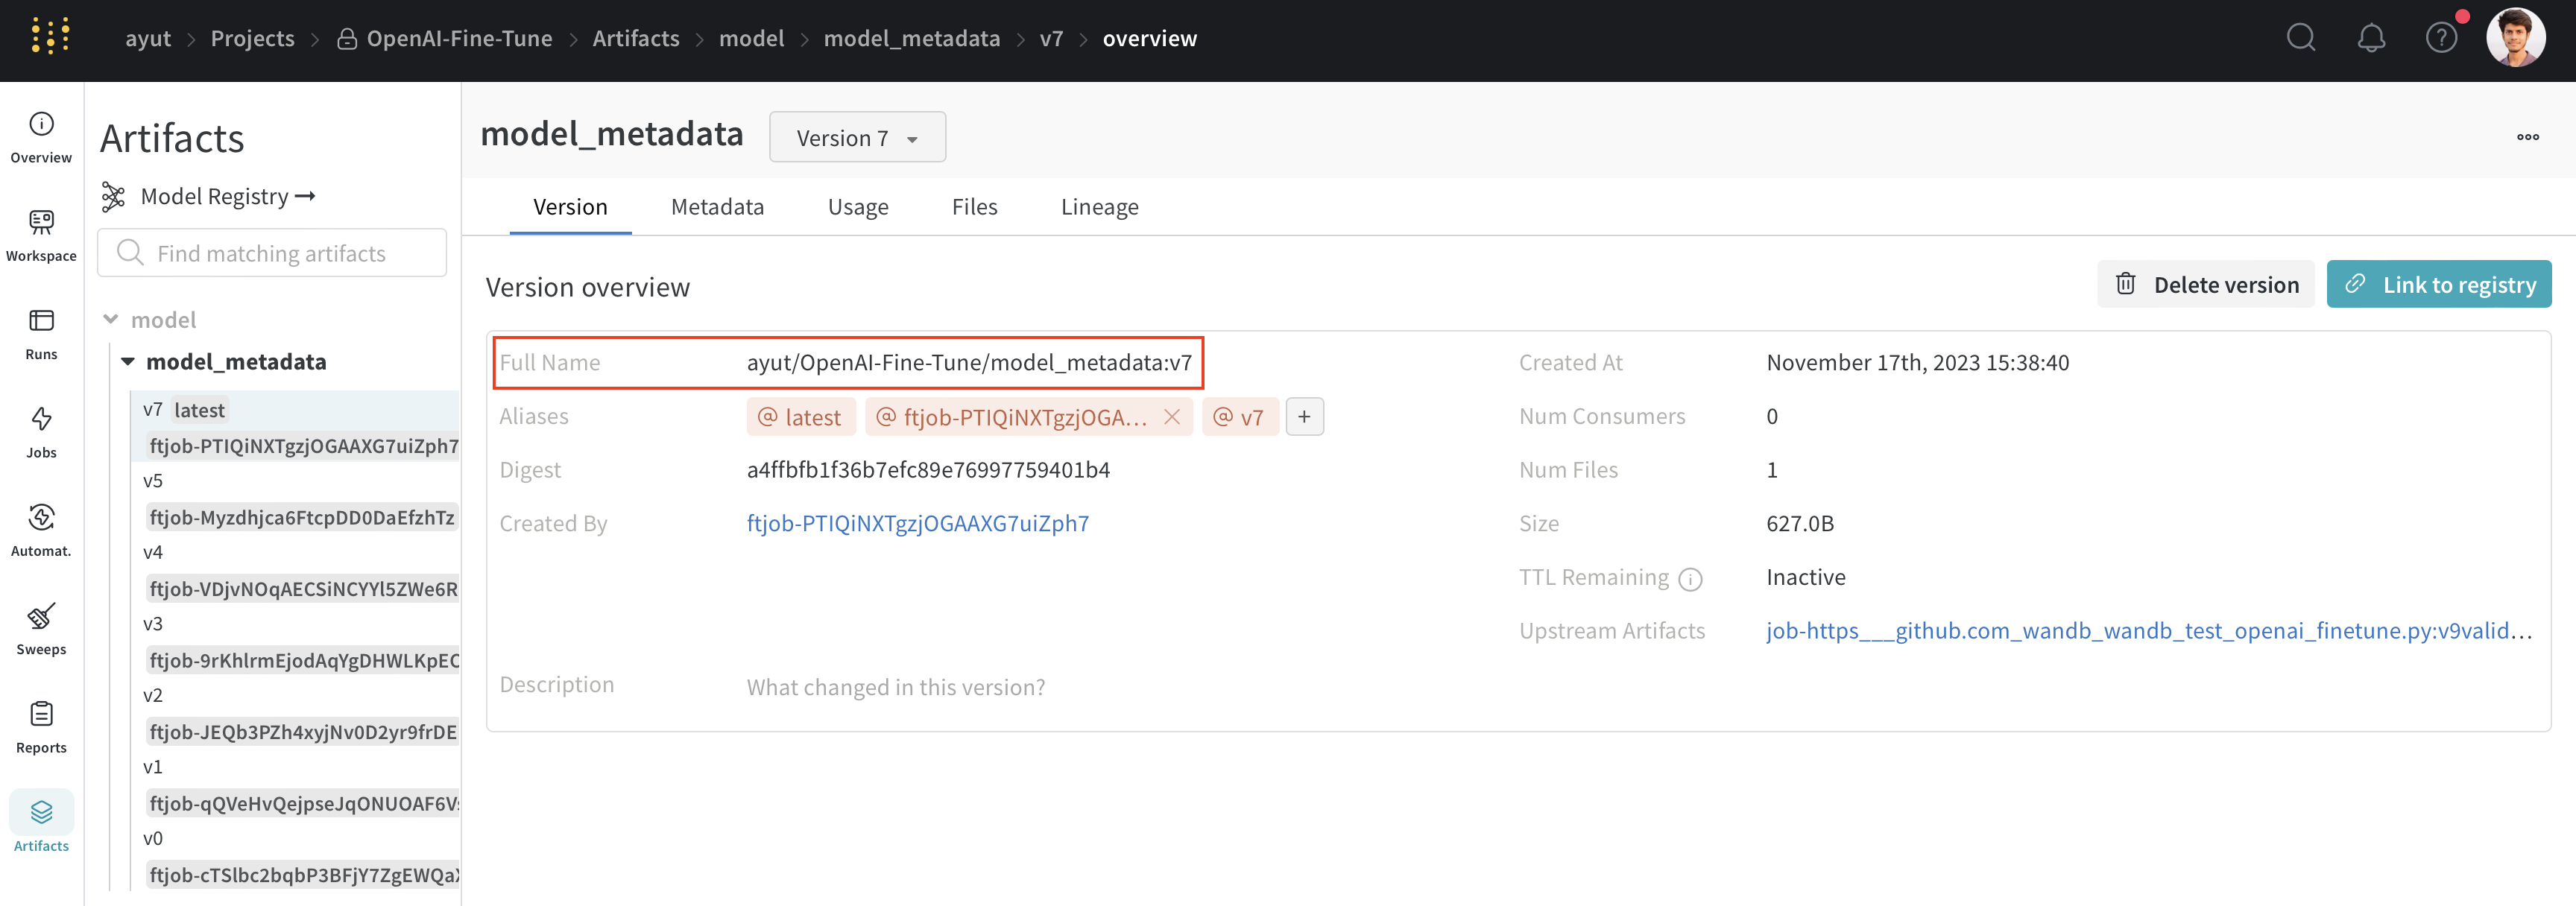 ayut > Projects > OpenAI-Fine-Tune > Artifacts > model > model_metadata > v7 > overview
Overview
Workspace
Runs
Jobs
Automat.
Sweeps
Reports
Artifacts
Artifacts
Model Registry →
Find matching artifacts
model
model_metadata
v7 latest
ftjob-PTIQiNXTgzjOGAAXG7uiZph7
v5
ftjob-Myzdhjca6FtcpDD0DaEfzhTz
v4
ftjob-VDjvNOqAECSiNCYYl5ZWe6R
v3
ftjob-9rKhlrmEjodAqYgDHWLKpEC
v2
ftjob-JEQb3PZh4xyjNv0D2yr9frDE
v1
ftjob-qQVeHvQejpseJqONUOAF6V
v0
ftjob-cTSlbc2bqbP3BFjY7ZgEWQa
model_metadata Version 7
Version Metadata Usage Files Lineage
Version overview
Delete version Link to registry
Full Name ayut/OpenAI-Fine-Tune/model_metadata:v7
Aliases @ latest @ ftjob-PTIQiNXTgzjOGA... @ v7 +
Digest a4ffbfb1f36b7efc89e76997759401b4
Created By ftjob-PTIQiNXTgzjOGAAXG7uiZph7
Description What changed in this version?
Created At November 17th, 2023 15:38:40
Num Consumers 0
Num Files 1
Size 627.0B
TTL Remaining Inactive
Upstream Artifacts job-https___github.com_wandb_wandb_test_openai_finetune.py:v9valid...